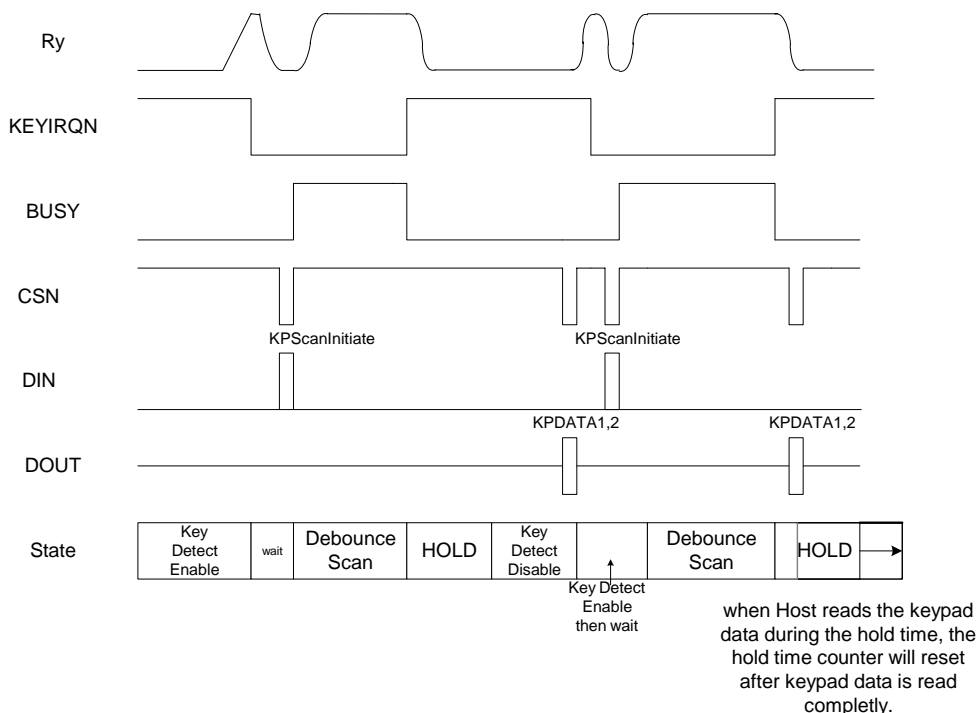 Ry
KEYIRQN
BUSY
CSN
KPScanInitiate
KPScanInitiate
DIN
KPDATA1,2
KPDATA1,2
DOUT
State
Key
Detect
Enable
wait
Debounce
Scan
HOLD
Key
Detect
Disable
Debounce
Scan
HOLD
Key Detect
Enable
then wait
when Host reads the keypad
data during the hold time, the
hold time counter will reset
after keypad data is read
completly.